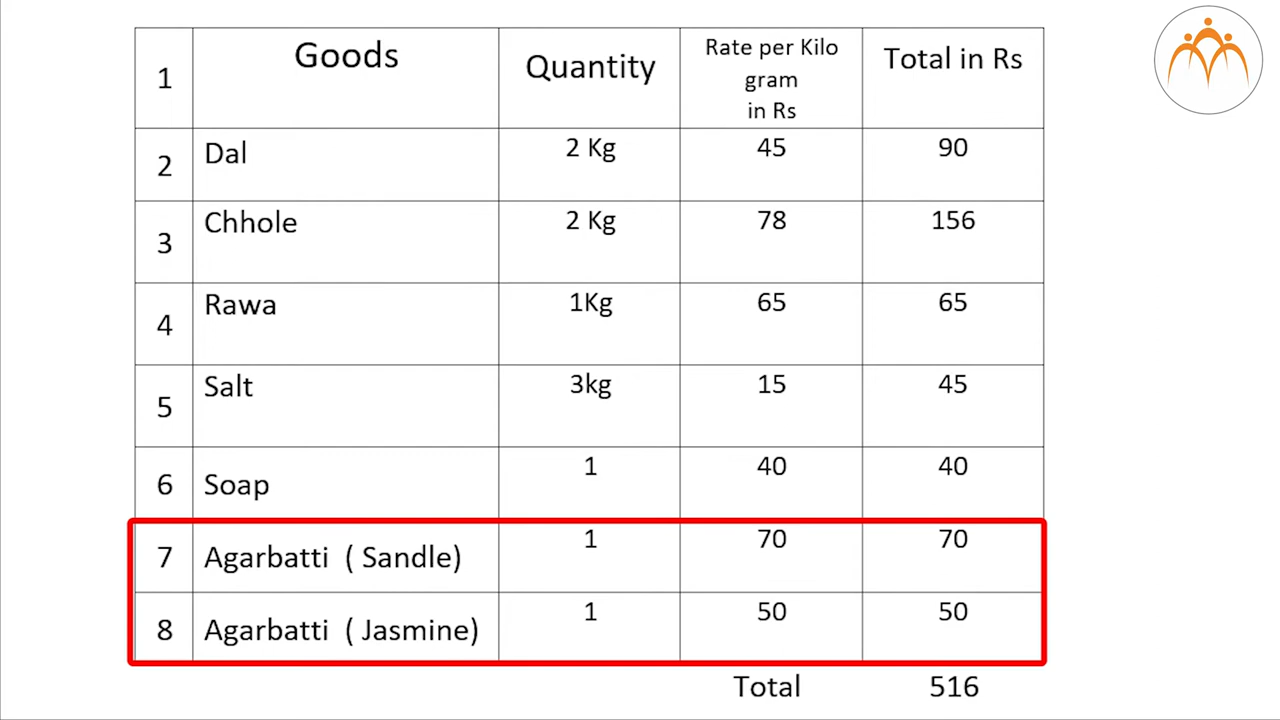 1 Goods Quantity Rate per Kilo gram in Rs Total in Rs
2 Dal 2 Kg 45 90
3 Chhole 2 Kg 78 156
4 Rawa 1Kg 65 65
5 Salt 3kg 15 45
6 Soap 1 40 40
7 Agarbatti ( Sandle) 1 70 70
8 Agarbatti ( Jasmine) 1 50 50
Total 516